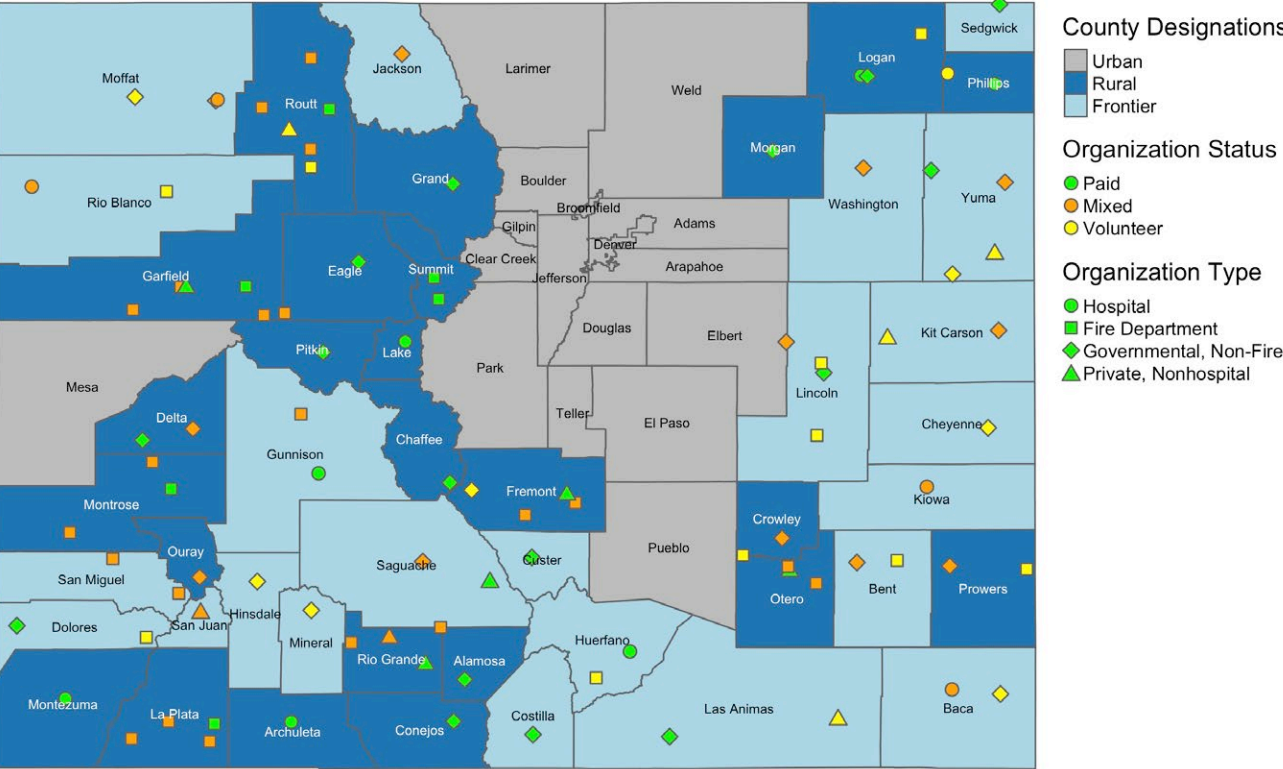 County Designations
Urban
Rural
Frontier
Organization Status
Paid
Mixed
Volunteer
Organization Type
Hospital
Fire Department
Governmental, Non-Fire
Private, Nonhospital
Moffat
Routt
Jackson
Larimer
Weld
Logan
Sedgwick
Phillips
Morgan
Rio Blanco
Grand
Boulder
Broomfield
Washington
Yuma
Gilpin
Adams
Denver
Clear Creek
Arapahoe
Jefferson
Garfield
Eagle
Summit
Douglas
Elbert
Kit Carson
Pitkin
Lake
Park
Lincoln
Mesa
Delta
Gunnison
Chaffee
Teller
El Paso
Cheyenne
Montrose
Fremont
Kiowa
Crowley
Ouray
Pueblo
San Miguel
Saguache
Custer
Otero
Bent
Prowers
Dolores
San Juan
Hinsdale
Mineral
Huerfano
Rio Grande
Alamosa
Montezuma
La Plata
Archuleta
Conejos
Costilla
Las Animas
Baca